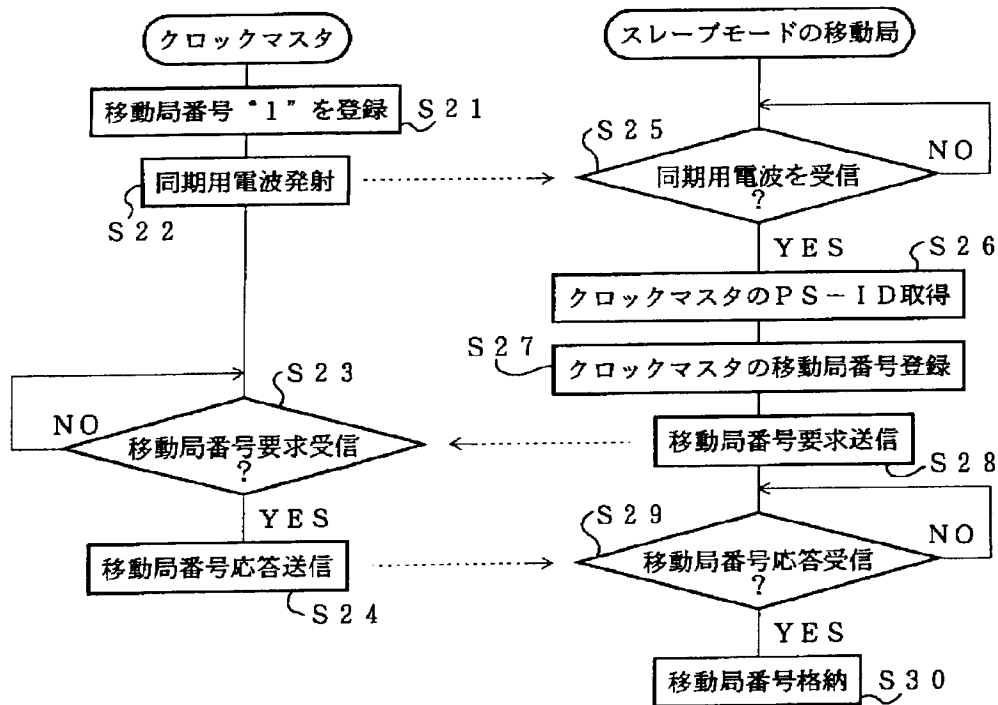 クロックマスタ
移動局番号“1”を登録
S21
同期用電波発射
S22
S23
NO
移動局番号要求受信
?
YES
移動局番号応答送信
S24
スレーブモードの移動局
S25
NO
同期用電波を受信
?
YES
S26
クロックマスタのPS-ID取得
S27
クロックマスタの移動局番号登録
移動局番号要求送信
S28
S29
NO
移動局番号応答受信
?
YES
移動局番号格納
S30